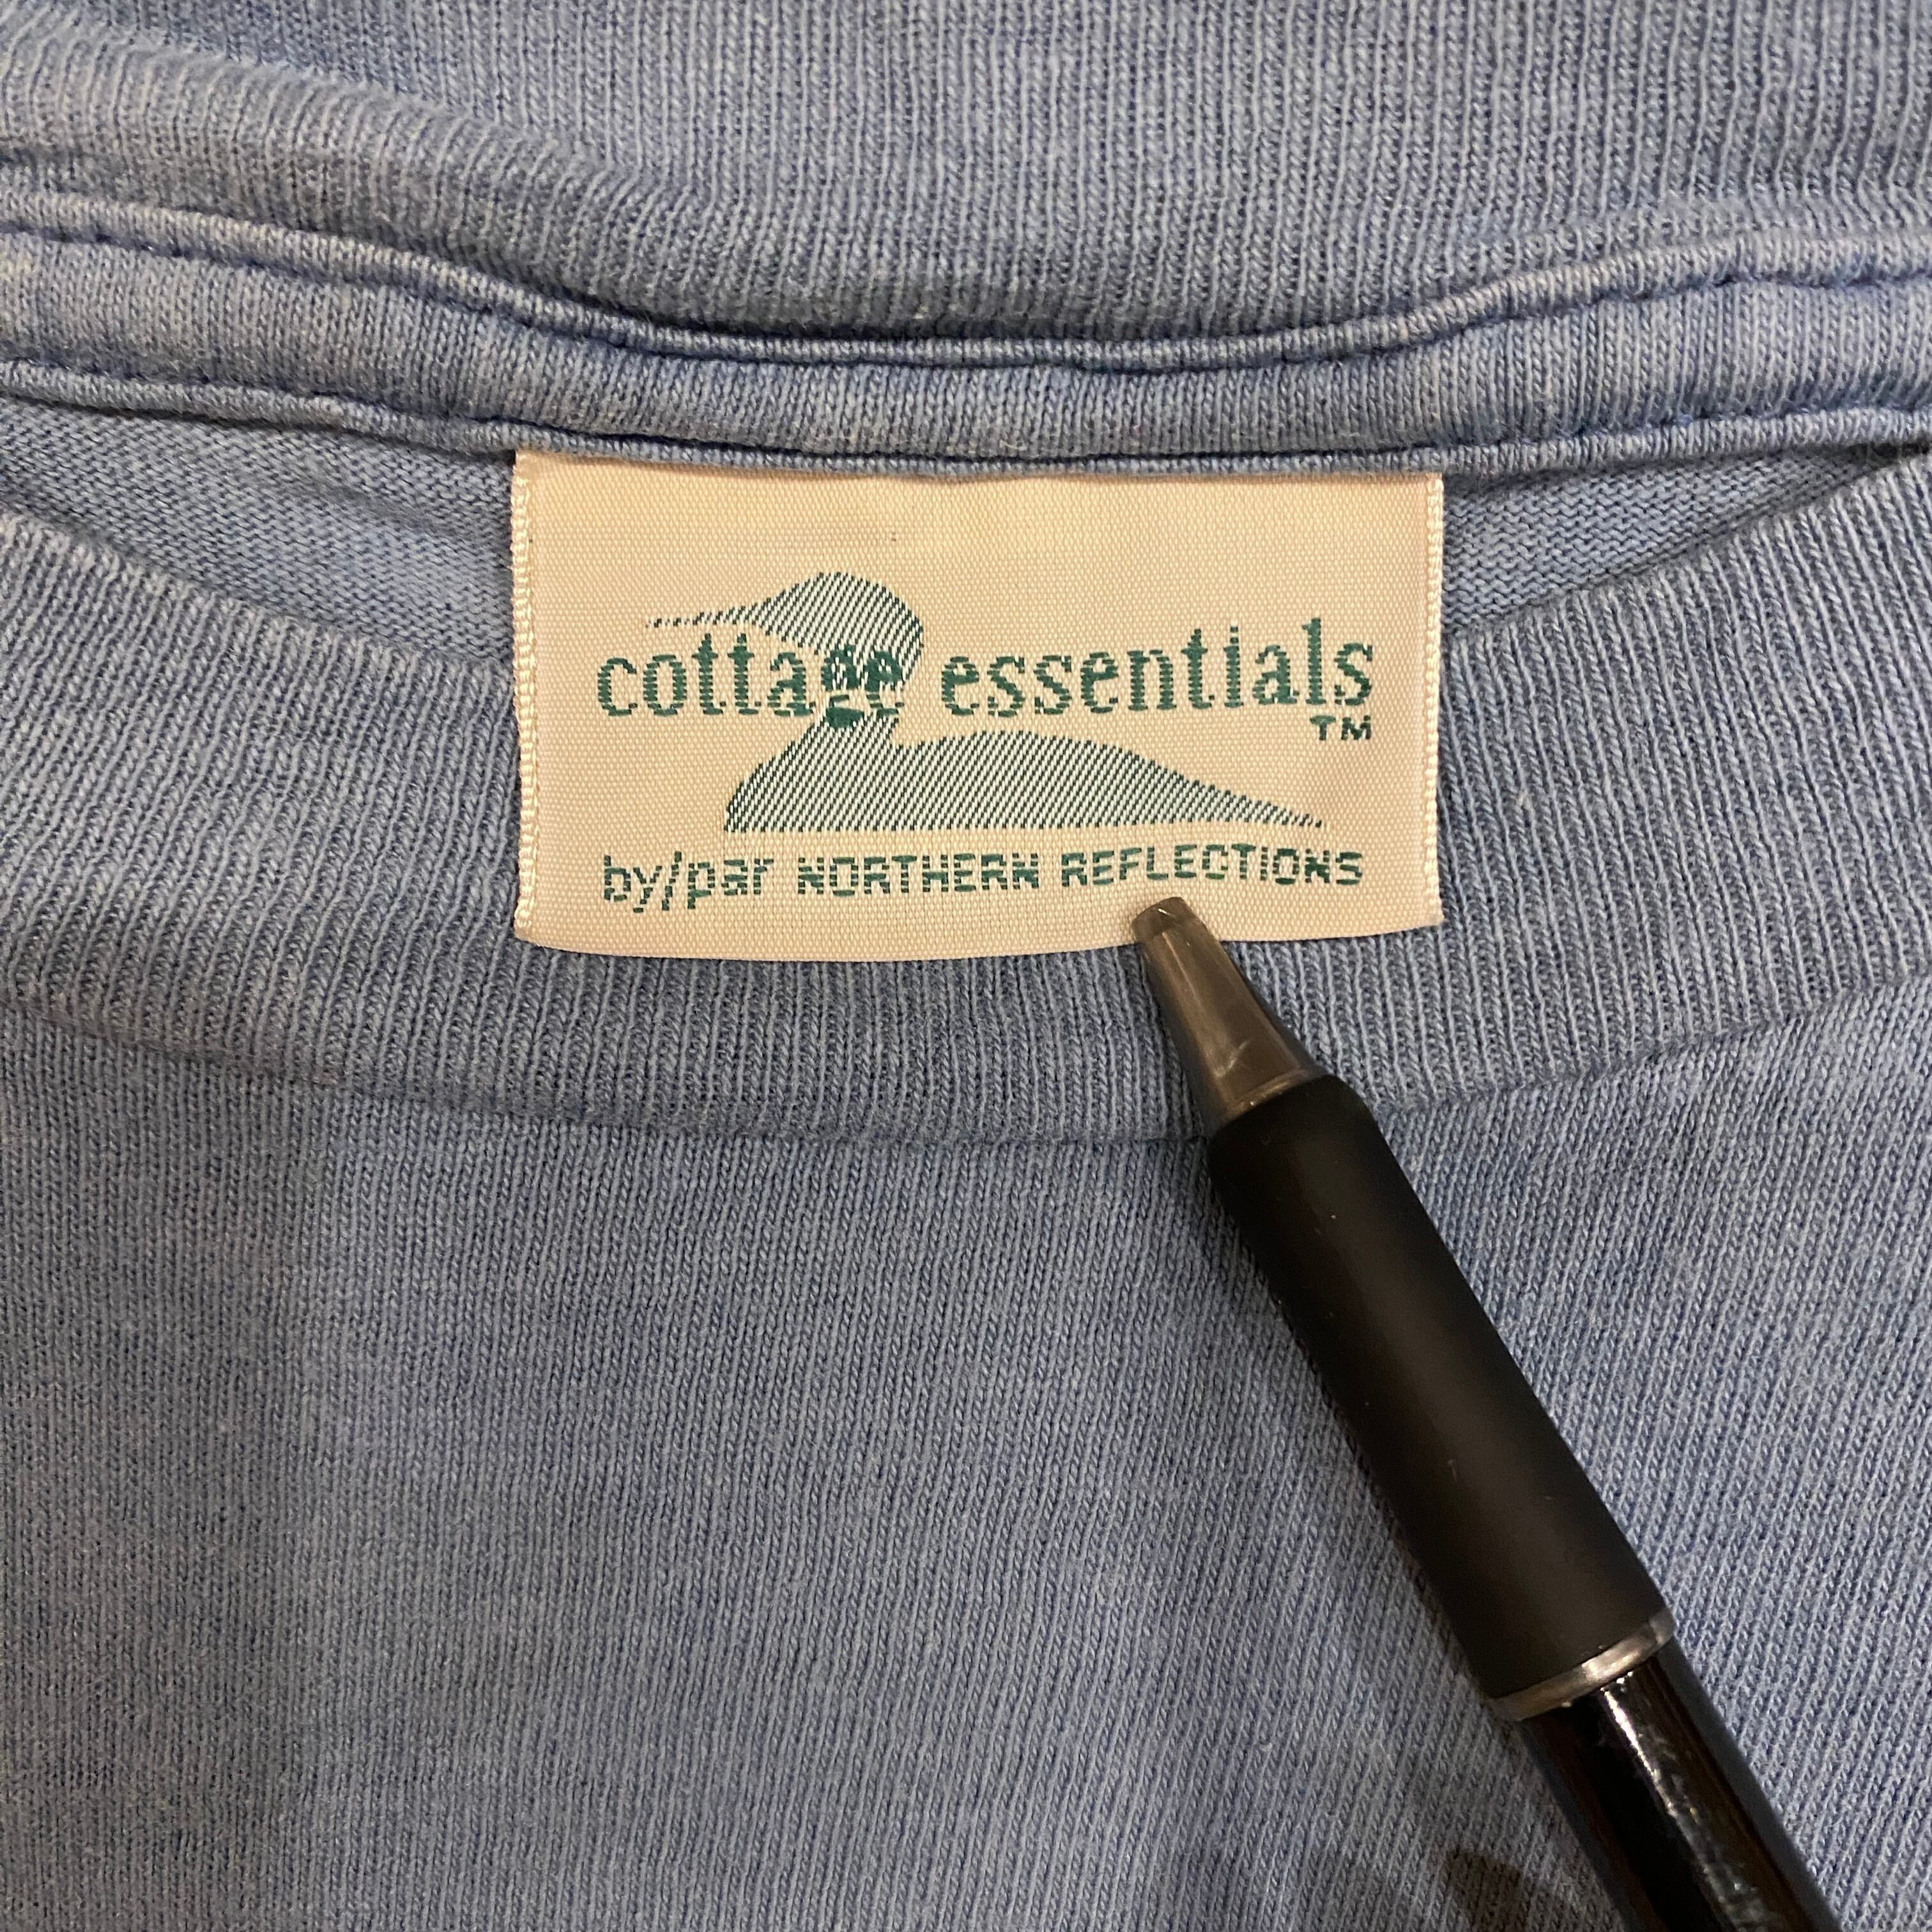 cottage essentials
TM
by/par NORTHERN REFLECTIONS